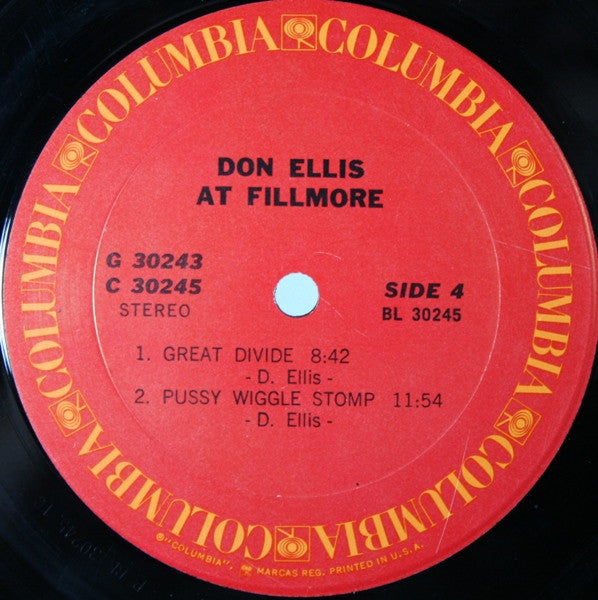 COLUMBIA COLUMBIA COLUMBIA COLUMBIA COLUMBIA COLUMBIA
DON ELLIS
AT FILLMORE
G 30243
C 30245
STEREO
SIDE 4
BL 30245
1. GREAT DIVIDE 8:42
- D. Ellis -
2. PUSSY WIGGLE STOMP 11:54
- D. Ellis -
®"COLUMBIA", MARCAS REG. PRINTED IN U.S.A.